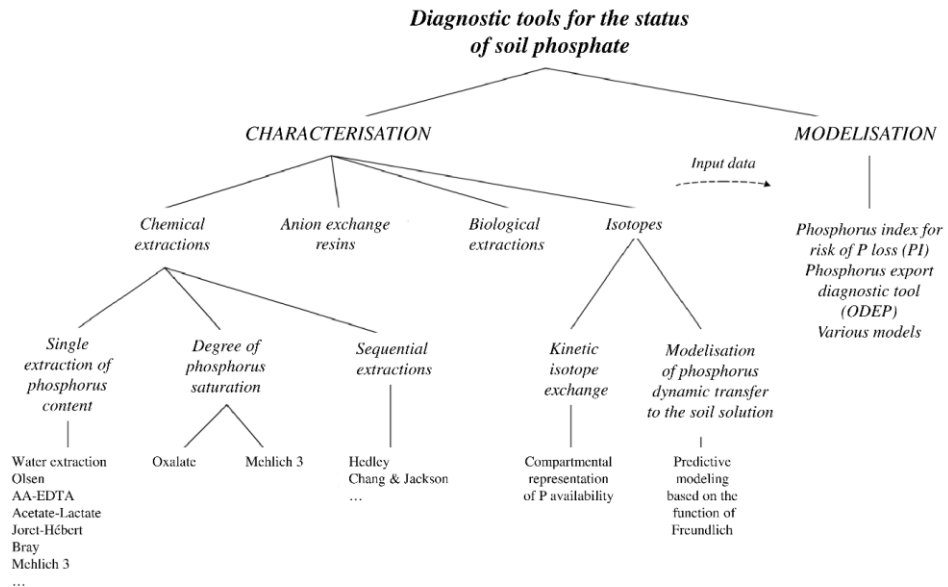 Diagnostic tools for the status
of soil phosphate
CHARACTERISATION
MODELISATION
Input data
Chemical
extractions
Anion exchange
resins
Biological
extractions
Isotopes
Phosphorus index for
risk of P loss (PI)
Phosphorus export
diagnostic tool
(ODEP)
Various models
Single
extraction of
phosphorus
content
Degree of
phosphorus
saturation
Sequential
extractions
Kinetic
isotope
exchange
Modelisation
of phosphorus
dynamic transfer
to the soil solution
Water extraction
Olsen
AA-EDTA
Acetate-Lactate
Joret-Hébert
Bray
Mehlich 3
…
Oxalate
Mehlich 3
Hedley
Chang & Jackson
…
Compartmental
representation
of P availability
Predictive
modeling
based on the
function of
Freundlich